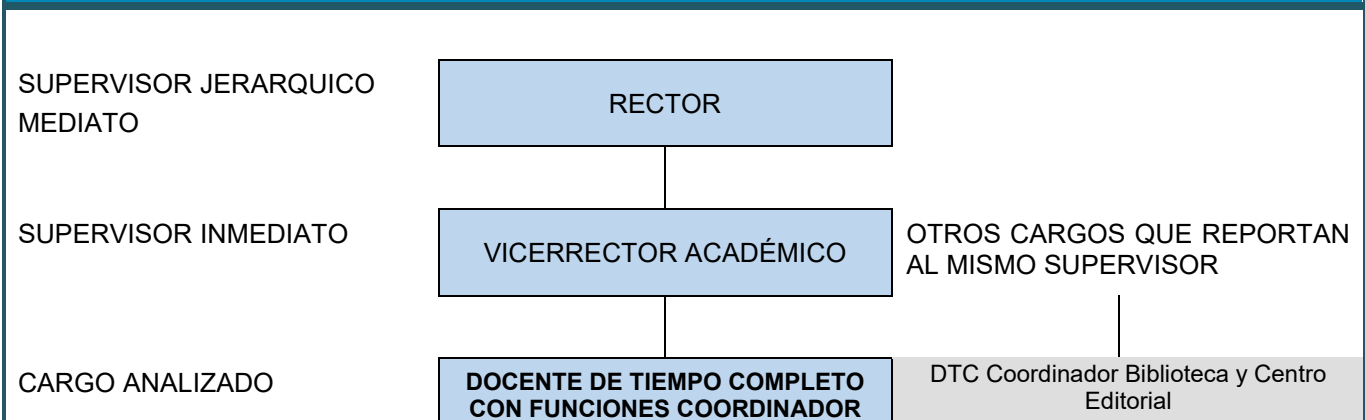 SUPERVISOR JERARQUICO
MEDIATO
RECTOR
SUPERVISOR INMEDIATO
VICERRECTOR ACADÉMICO
OTROS CARGOS QUE REPORTAN
AL MISMO SUPERVISOR
CARGO ANALIZADO
DOCENTE DE TIEMPO COMPLETO
CON FUNCIONES COORDINADOR
DTC Coordinador Biblioteca y Centro
Editorial